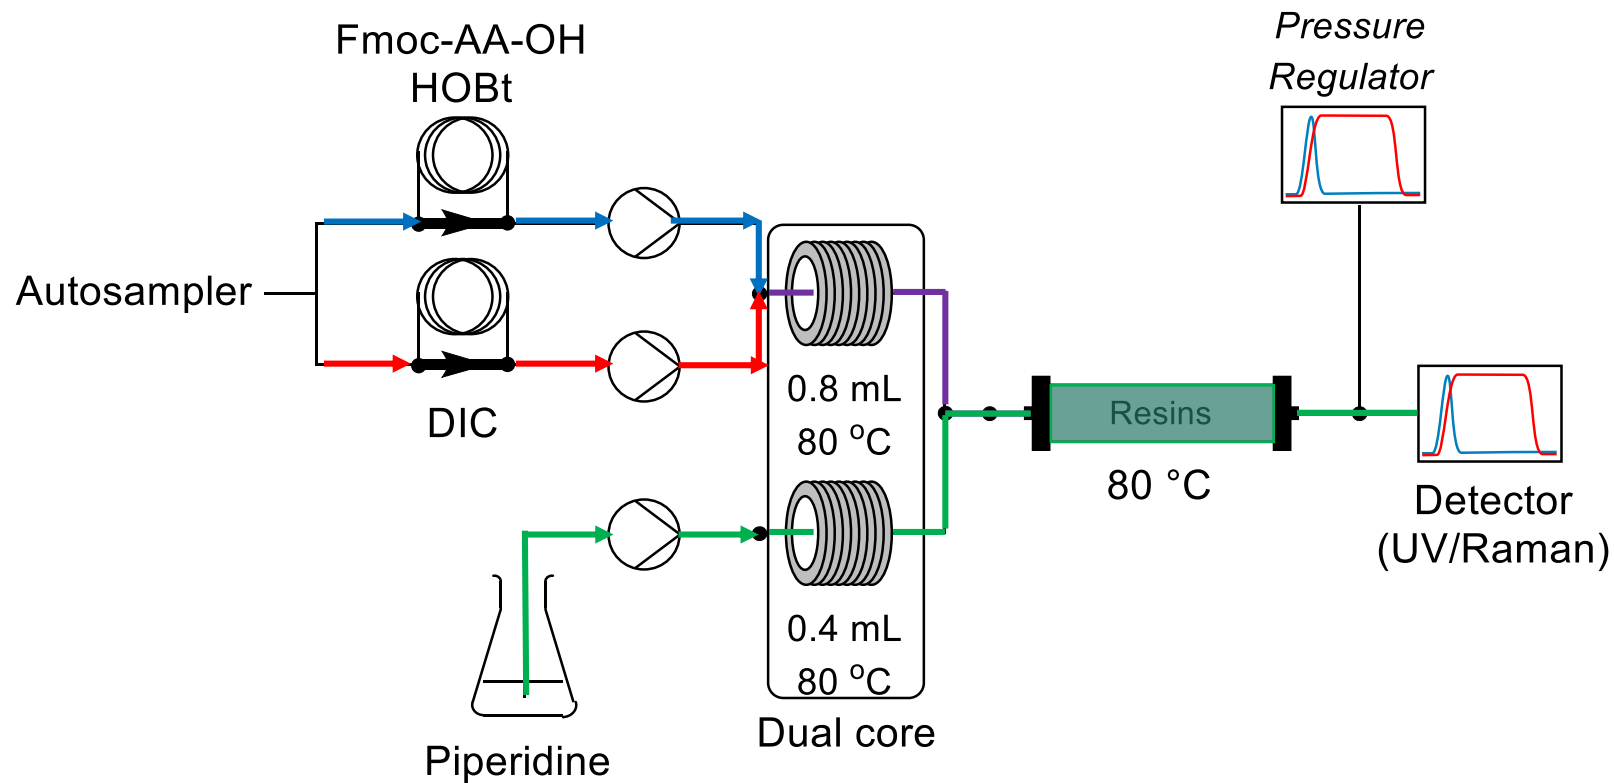 Pressure
Regulator
Fmoc-AA-OH
HOBt
Autosampler
DIC
0.8 mL
80 °C
Resins
80 °C
Detector
(UV/Raman)
0.4 mL
80 °C
Dual core
Piperidine